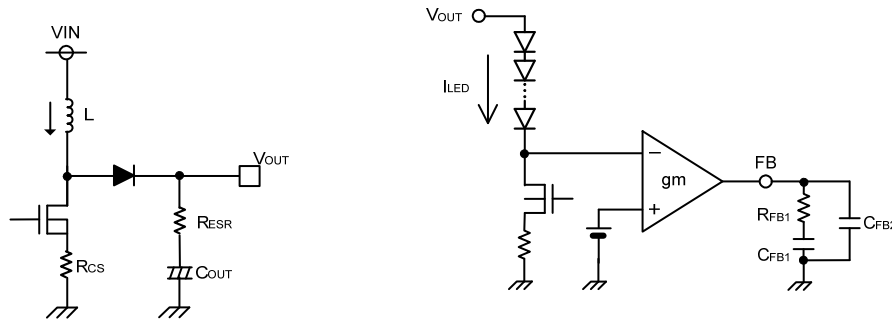 VIN
L
VOUT
RESR
RCS
COUT
VOUT
ILED
−
gm
+
FB
RFB1
CFB1
CFB2